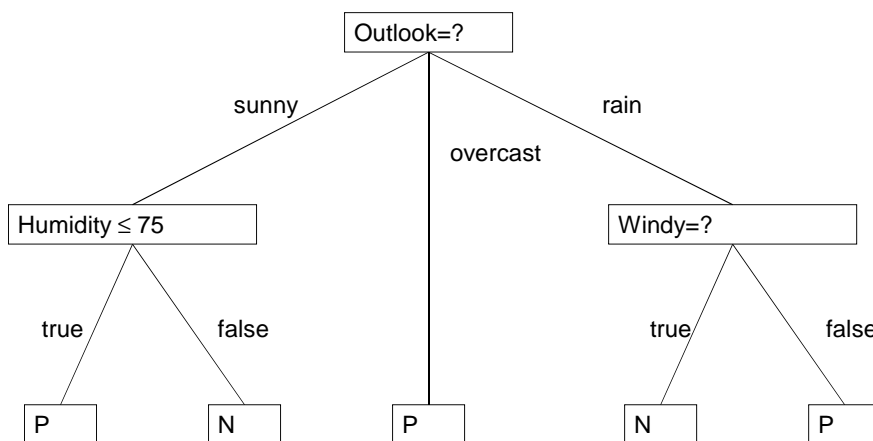 Outlook=?
sunny
rain
overcast
Humidity ≤ 75
Windy=?
true
false
true
false
P
N
P
N
P